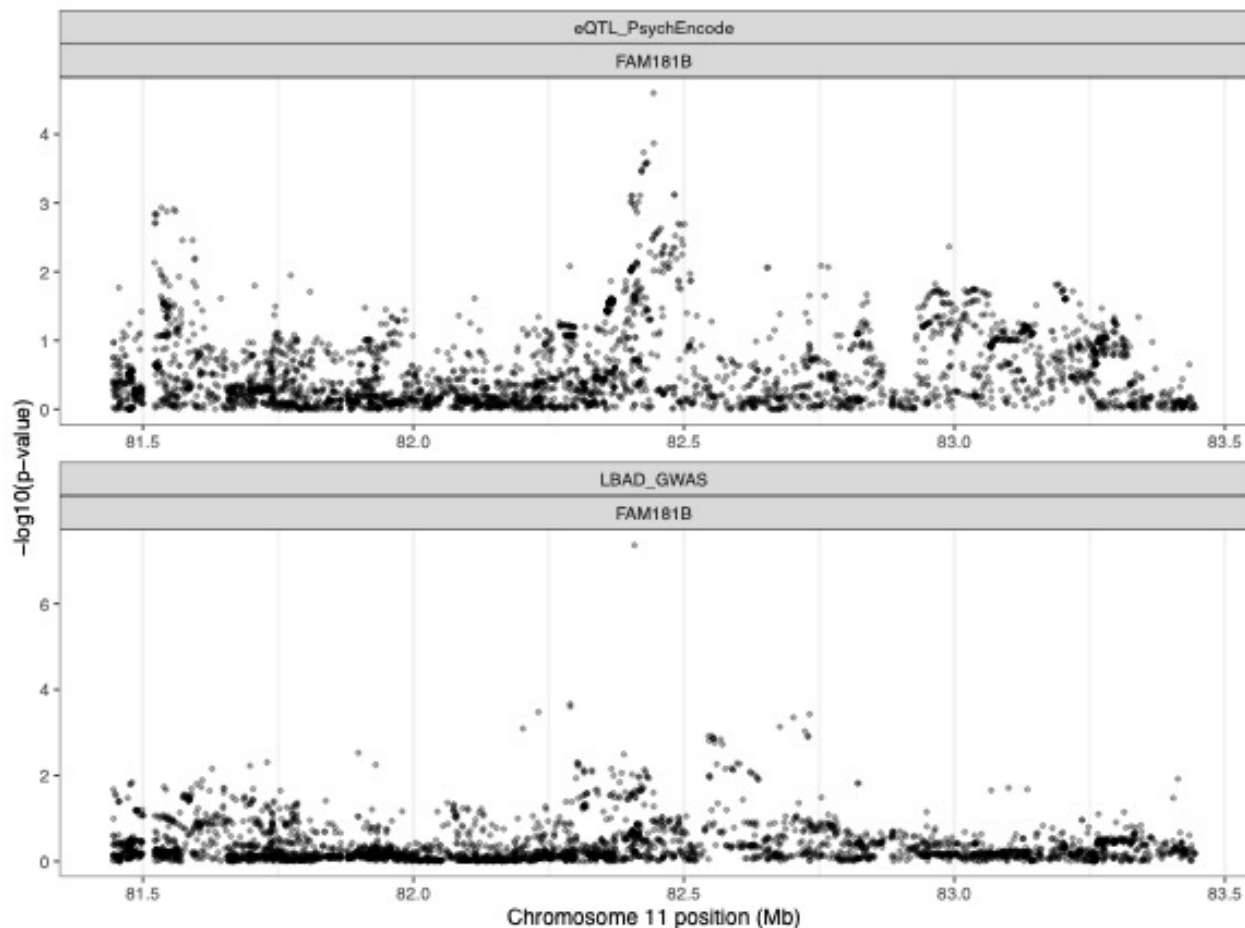 eQTL_PsychEncode
FAM181B
4
3
2
1
0
81.5 82.0 82.5 83.0 83.5
−log10(p−value)
LBAD_GWAS
FAM181B
6
4
2
0
81.5 82.0 82.5 83.0 83.5
Chromosome 11 position (Mb)